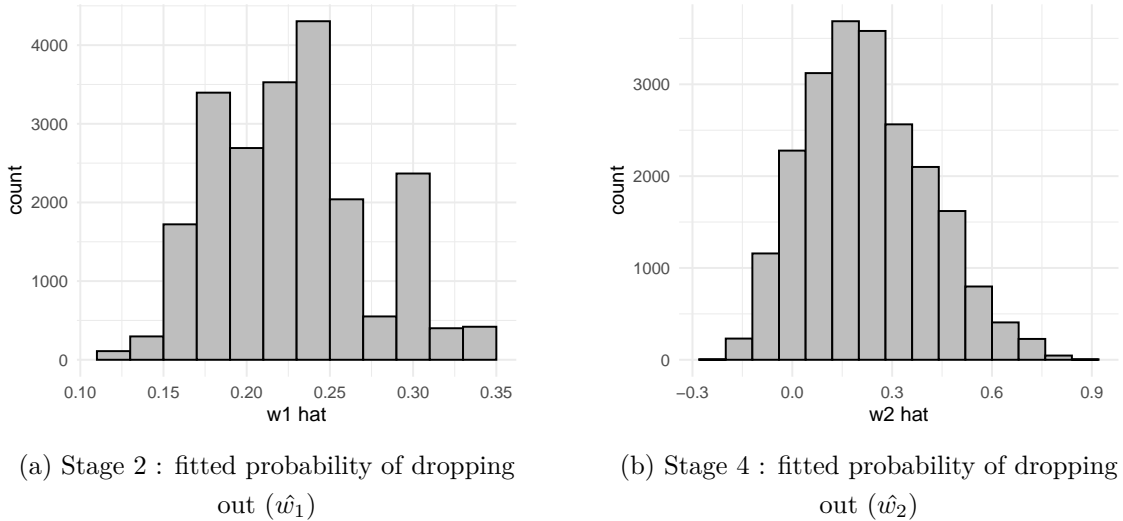 4000
3000
2000
1000
0
count
0.10 0.15 0.20 0.25 0.30 0.35
w1 hat
3000
2000
1000
0
count
−0.3 0.0 0.3 0.6 0.9
w2 hat
(a) Stage 2 : fitted probability of dropping
out (ŵ₁)
(b) Stage 4 : fitted probability of dropping
out (ŵ₂)